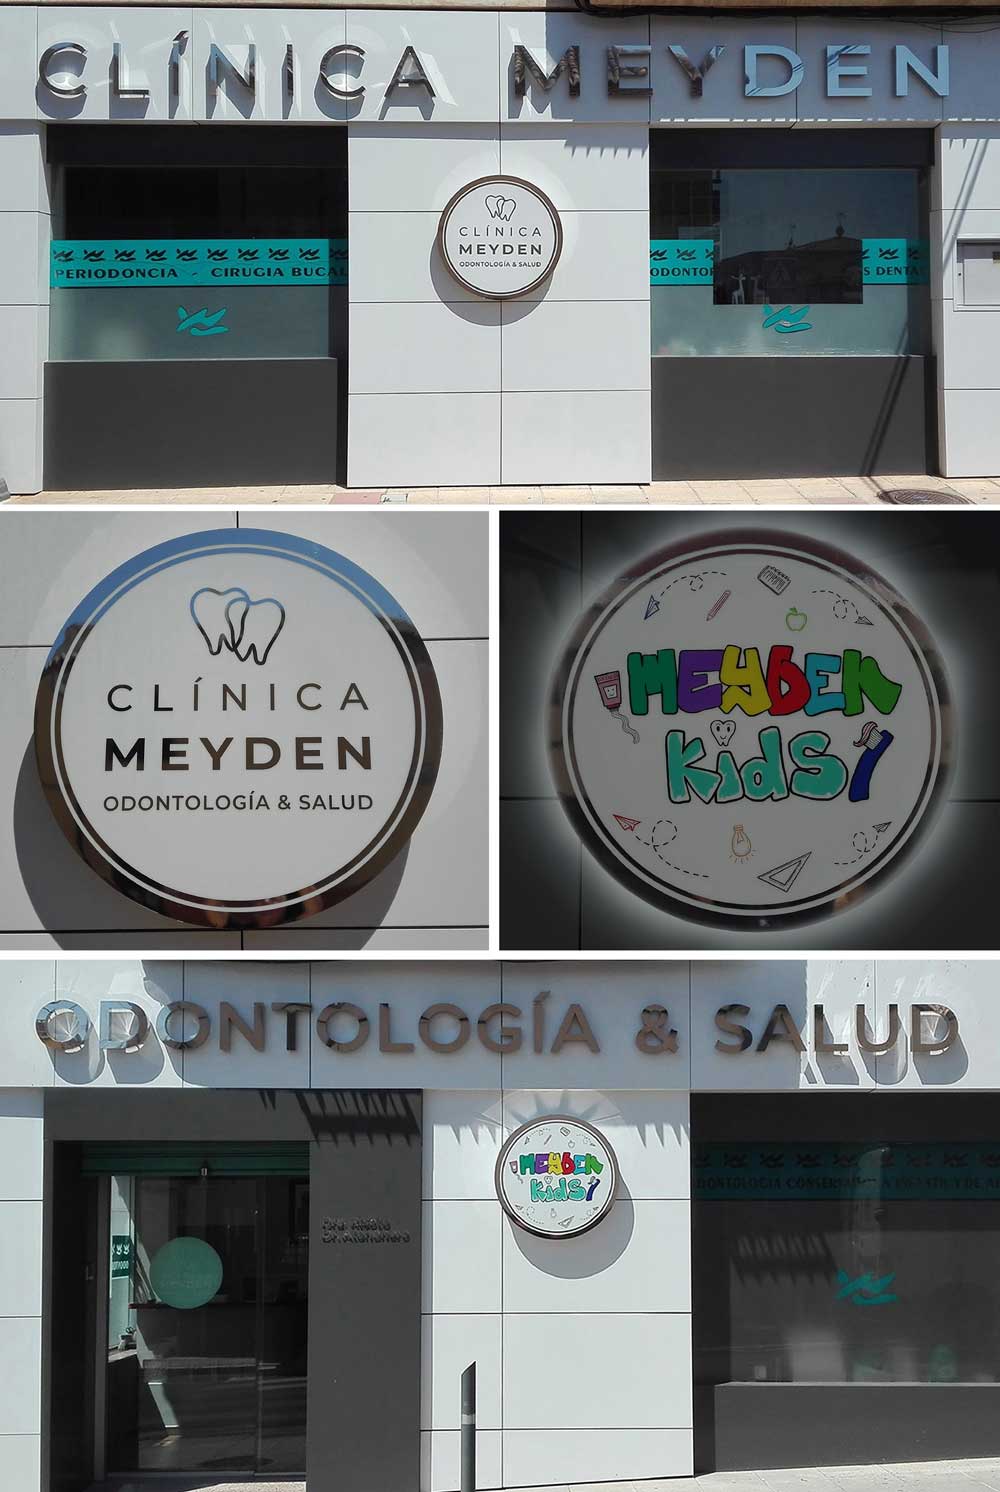 CLÍNICA MEYDEN
PERIODONCIA - CIRUGIA BUCAL
CLÍNICA
MEYDEN
ODONTOLOGÍA & SALUD
CLÍNICA
MEYDEN
ODONTOLOGÍA & SALUD
MEYDEN
KidS
ODONTOLOGÍA & SALUD
MEYDEN
KidS